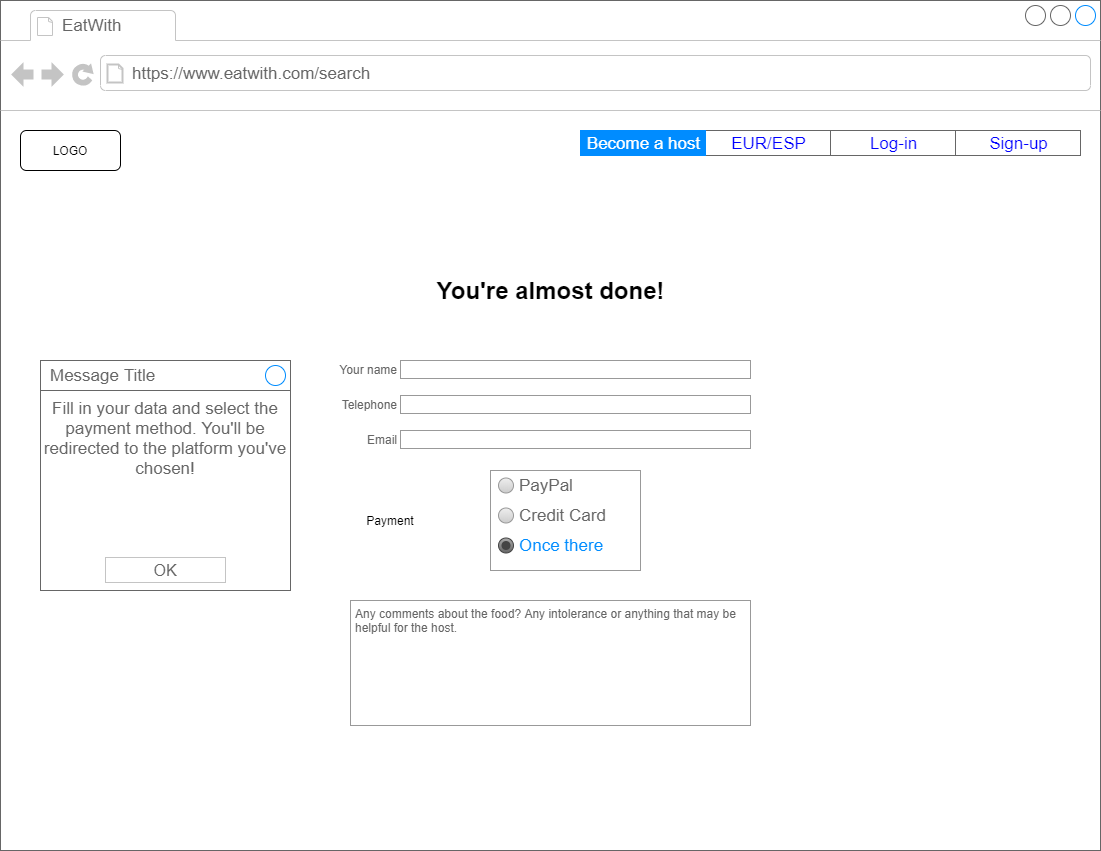 EatWith
https://www.eatwith.com/search
LOGO
Become a host
EUR/ESP
Log-in
Sign-up
You're almost done!
Message Title
Fill in your data and select the
payment method. You'll be
redirected to the platform you've
chosen!
OK
Your name
Telephone
Email
Payment
PayPal
Credit Card
Once there
Any comments about the food? Any intolerance or anything that may be
helpful for the host.